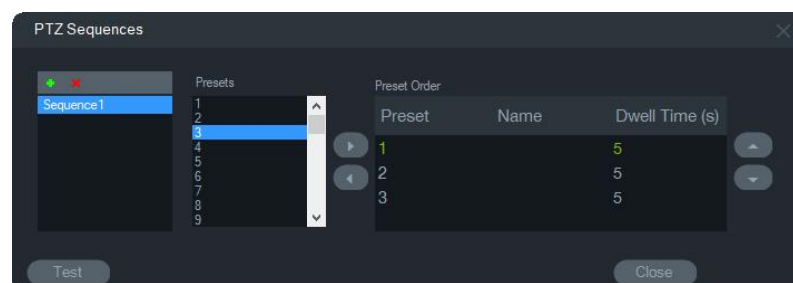 PTZ Sequences
Presets
Preset Order
Sequence1
1
2
3
4
5
6
7
8
9
Preset Name Dwell Time (s)
1 5
2 5
3 5
Test
Close